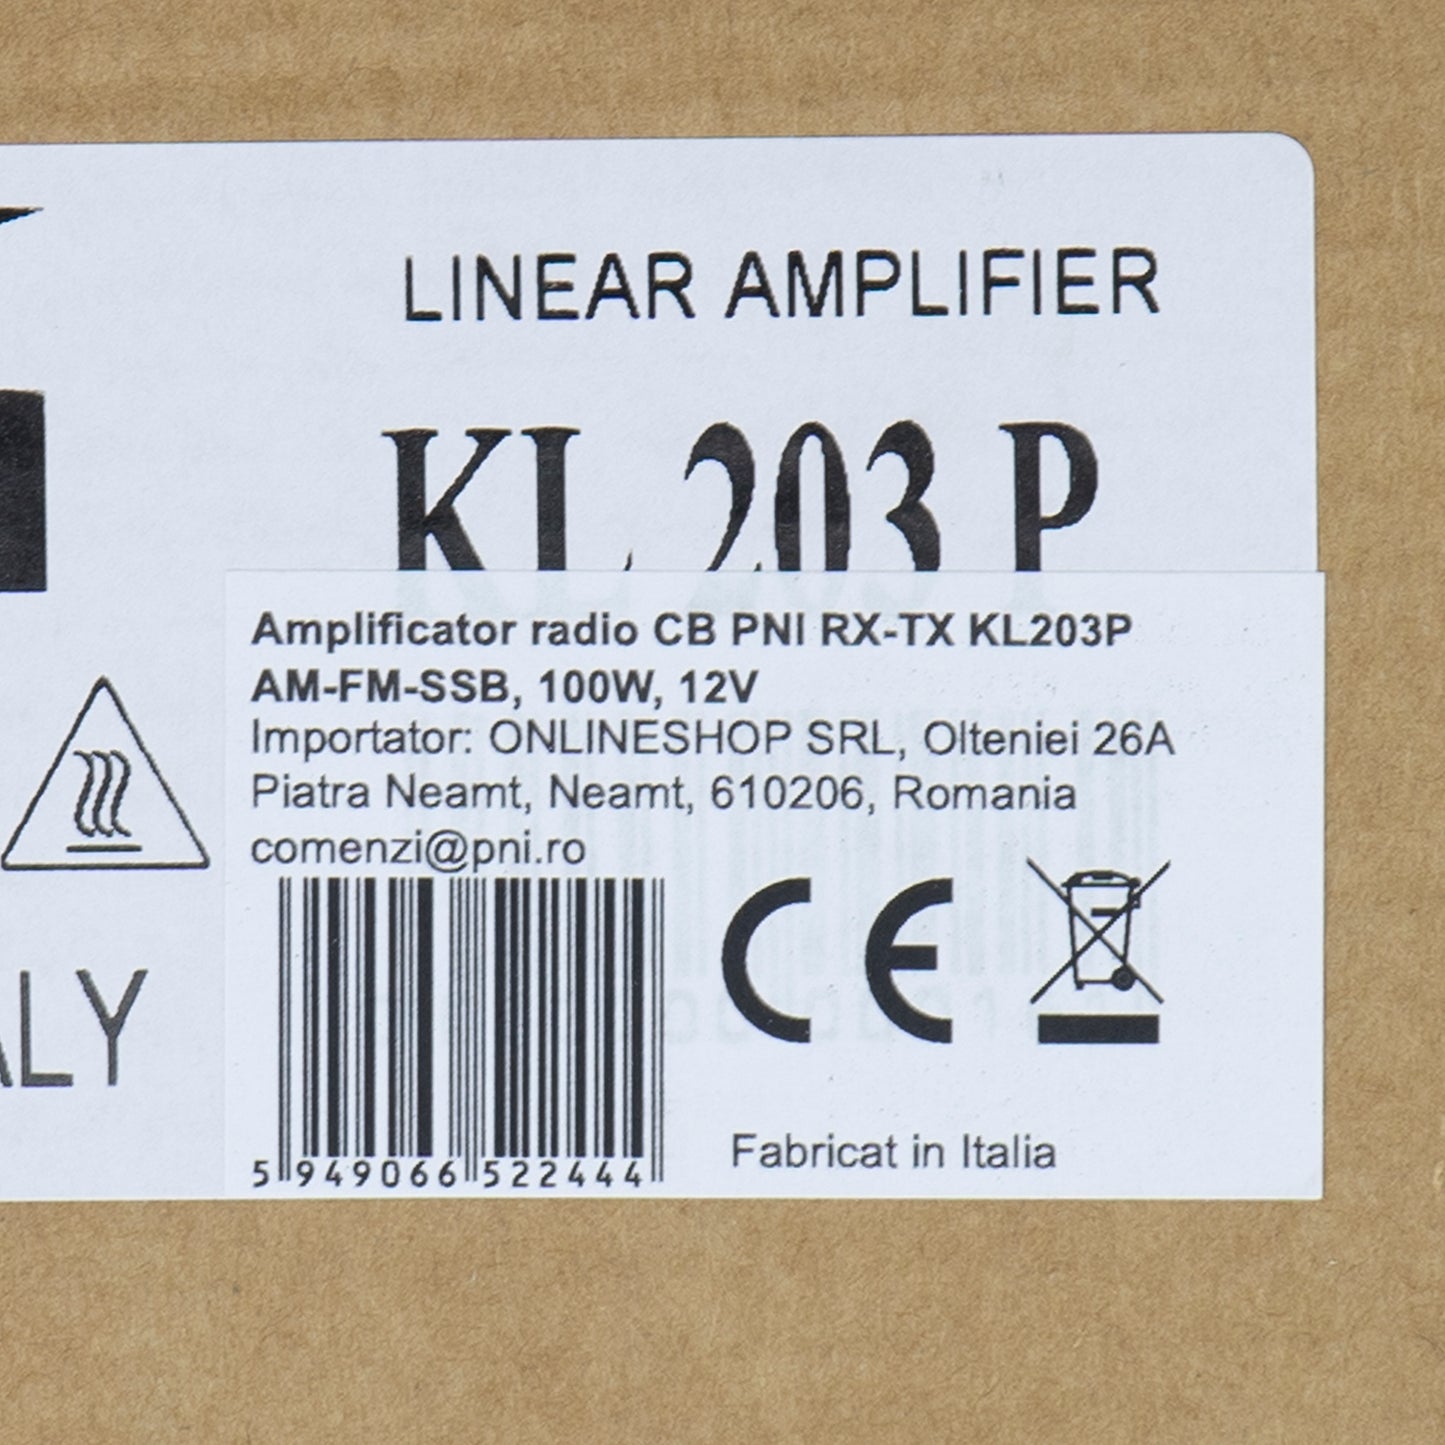 LINEAR AMPLIFIER
KL 203 P
Amplificator radio CB PNI RX-TX KL203P
AM-FM-SSB, 100W, 12V
Importator: ONLINESHOP SRL, Olteniei 26A
Piatra Neamt, Neamt, 610206, Romania
comenzi@pni.ro
ALY
5 949066 522444
Fabricat in Italia